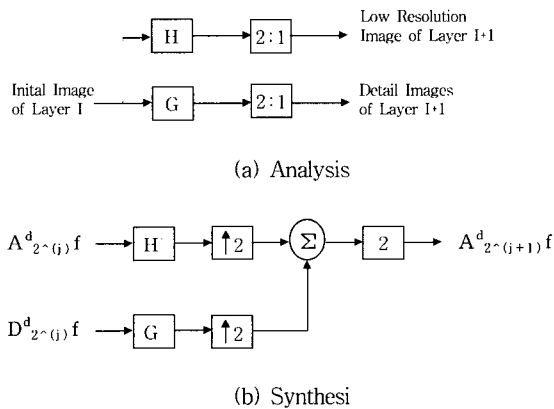 H
2:1
Low Resolution
Image of Layer I+1
Inital Image
of Layer I
G
2:1
Detail Images
of Layer I+1
(a) Analysis
A^d_2^(j) f
H
↑2
Σ
2
A^d_2^(j+1) f
D^d_2^(j) f
G
↑2
(b) Synthesi